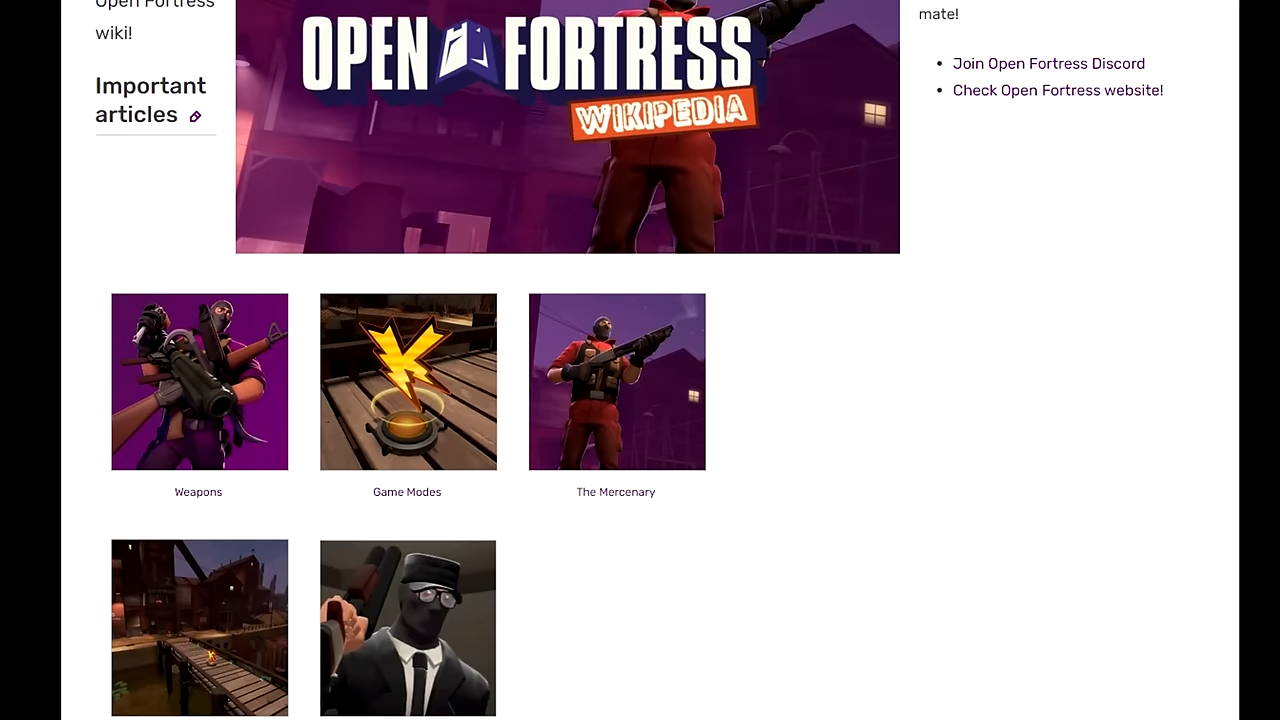 Open Fortress
wiki!
Important
articles
OPEN FORTRESS
WIKIPEDIA
mate!
Join Open Fortress Discord
Check Open Fortress website!
Weapons
Game Modes
The Mercenary